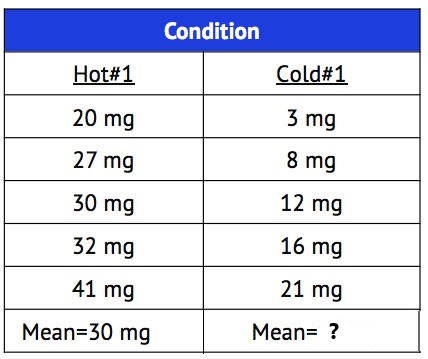 Condition
Hot#1 Cold#1
20 mg 3 mg
27 mg 8 mg
30 mg 12 mg
32 mg 16 mg
41 mg 21 mg
Mean=30 mg Mean= ?